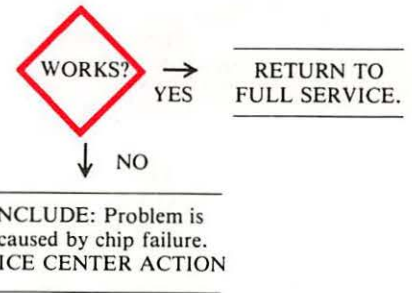 WORKS?
YES
RETURN TO
FULL SERVICE.
NO
NCLUDE: Problem is
caused by chip failure.
ICE CENTER ACTION